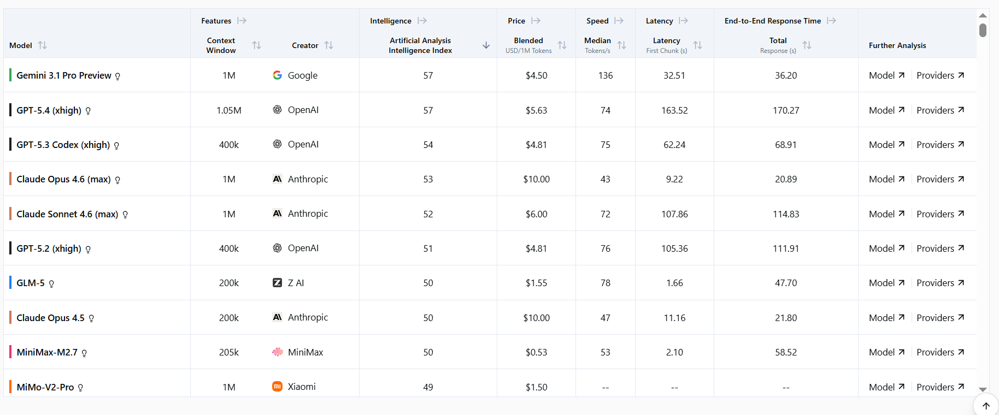 Features Intelligence Price Speed Latency End-to-End Response Time
Model Context Window Creator Artificial Analysis Intelligence Index Blended USD/1M Tokens Median Tokens/s Latency First Chunk (s) Total Response (s) Further Analysis
Gemini 3.1 Pro Preview 1M Google 57 $4.50 136 32.51 36.20 Model Providers
GPT-5.4 (xhigh) 1.05M OpenAI 57 $5.63 74 163.52 170.27 Model Providers
GPT-5.3 Codex (xhigh) 400k OpenAI 54 $4.81 75 62.24 68.91 Model Providers
Claude Opus 4.6 (max) 1M Anthropic 53 $10.00 43 9.22 20.89 Model Providers
Claude Sonnet 4.6 (max) 1M Anthropic 52 $6.00 72 107.86 114.83 Model Providers
GPT-5.2 (xhigh) 400k OpenAI 51 $4.81 76 105.36 111.91 Model Providers
GLM-5 200k Z AI 50 $1.55 78 1.66 47.70 Model Providers
Claude Opus 4.5 200k Anthropic 50 $10.00 47 11.16 21.80 Model Providers
MiniMax-M2.7 205k MiniMax 50 $0.53 53 2.10 58.52 Model Providers
MiMo-V2-Pro 1M Xiaomi 49 $1.50 -- -- -- Model Providers